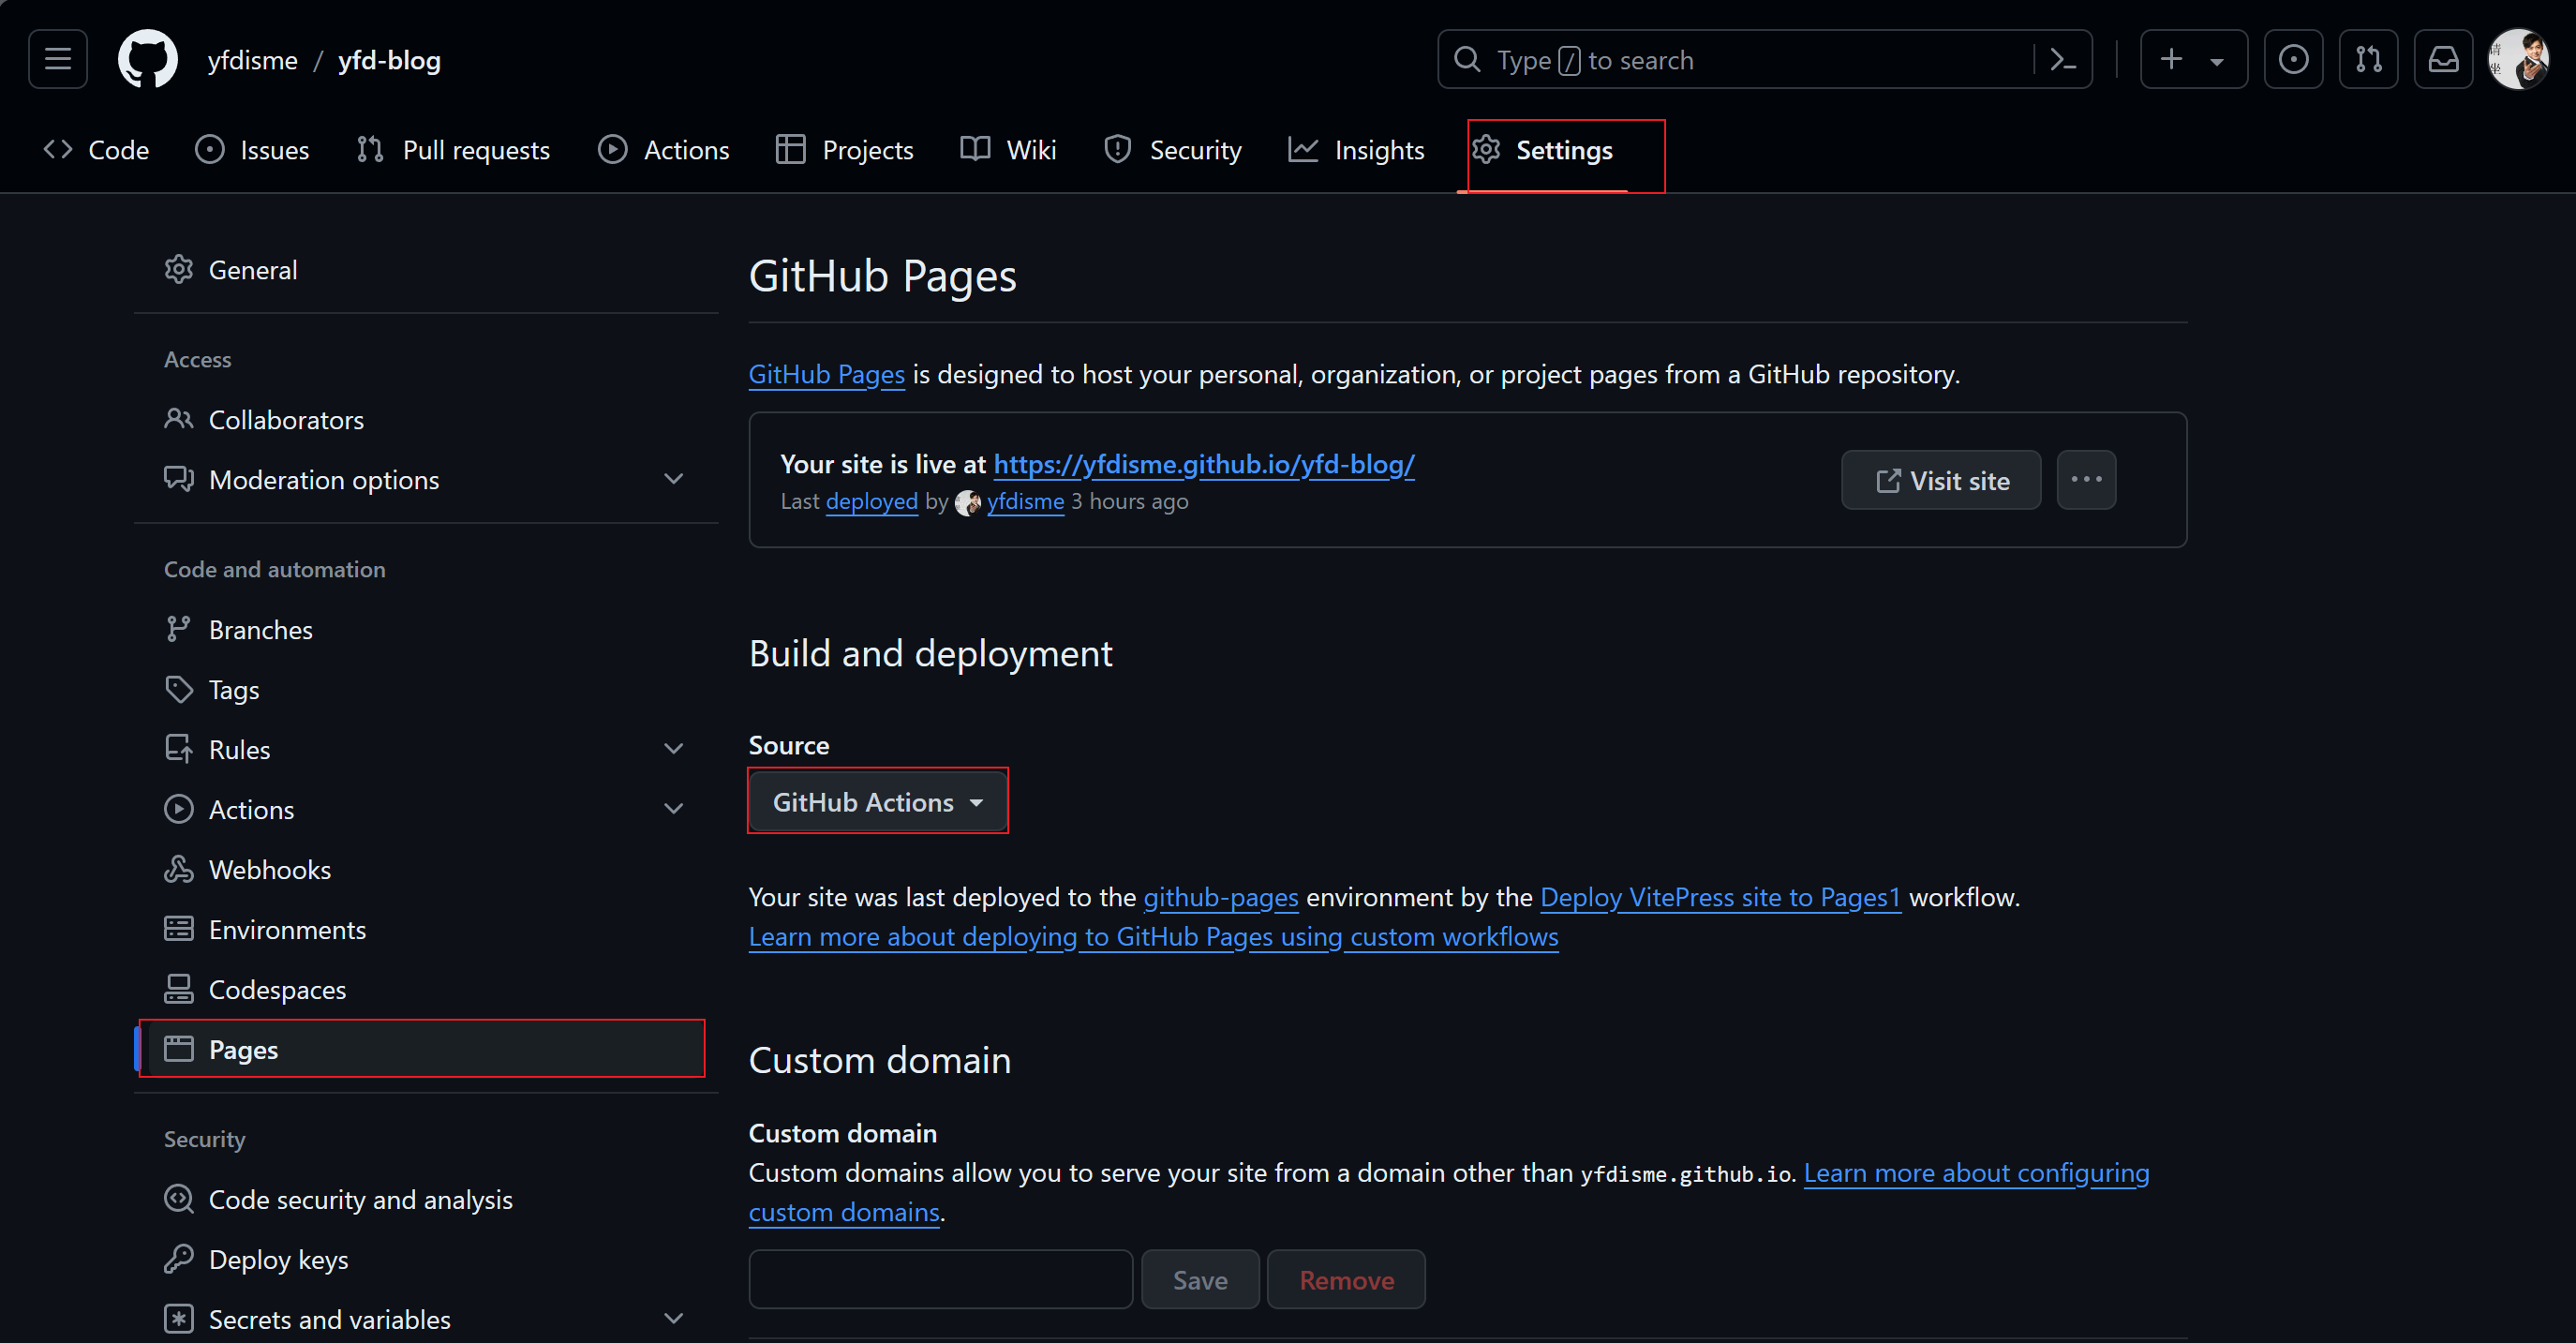 yfdisme / yfd-blog
Type / to search
Code Issues Pull requests Actions Projects Wiki Security Insights Settings
General
Access
Collaborators
Moderation options
Code and automation
Branches
Tags
Rules
Actions
Webhooks
Environments
Codespaces
Pages
Security
Code security and analysis
Deploy keys
Secrets and variables
GitHub Pages
GitHub Pages is designed to host your personal, organization, or project pages from a GitHub repository.
Your site is live at https://yfdisme.github.io/yfd-blog/
Last deployed by yfdisme 3 hours ago
Visit site
Build and deployment
Source
GitHub Actions
Your site was last deployed to the github-pages environment by the Deploy VitePress site to Pages1 workflow.
Learn more about deploying to GitHub Pages using custom workflows
Custom domain
Custom domain
Custom domains allow you to serve your site from a domain other than yfdisme.github.io. Learn more about configuring
custom domains.
Save Remove